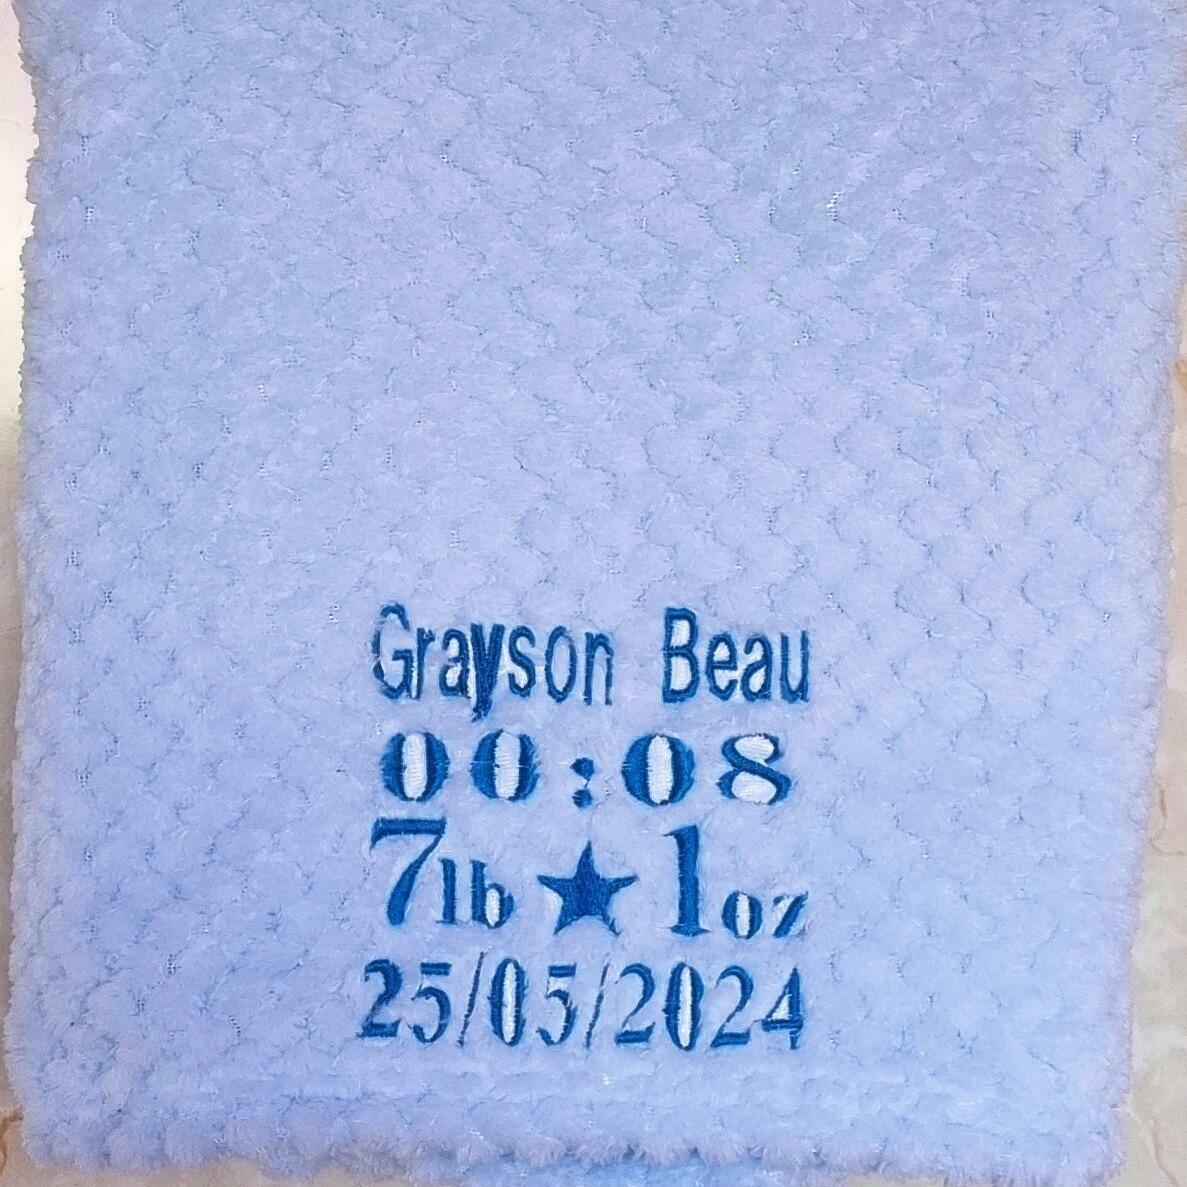 Grayson Beau
00:08
7lb ★ 1oz
25/05/2024